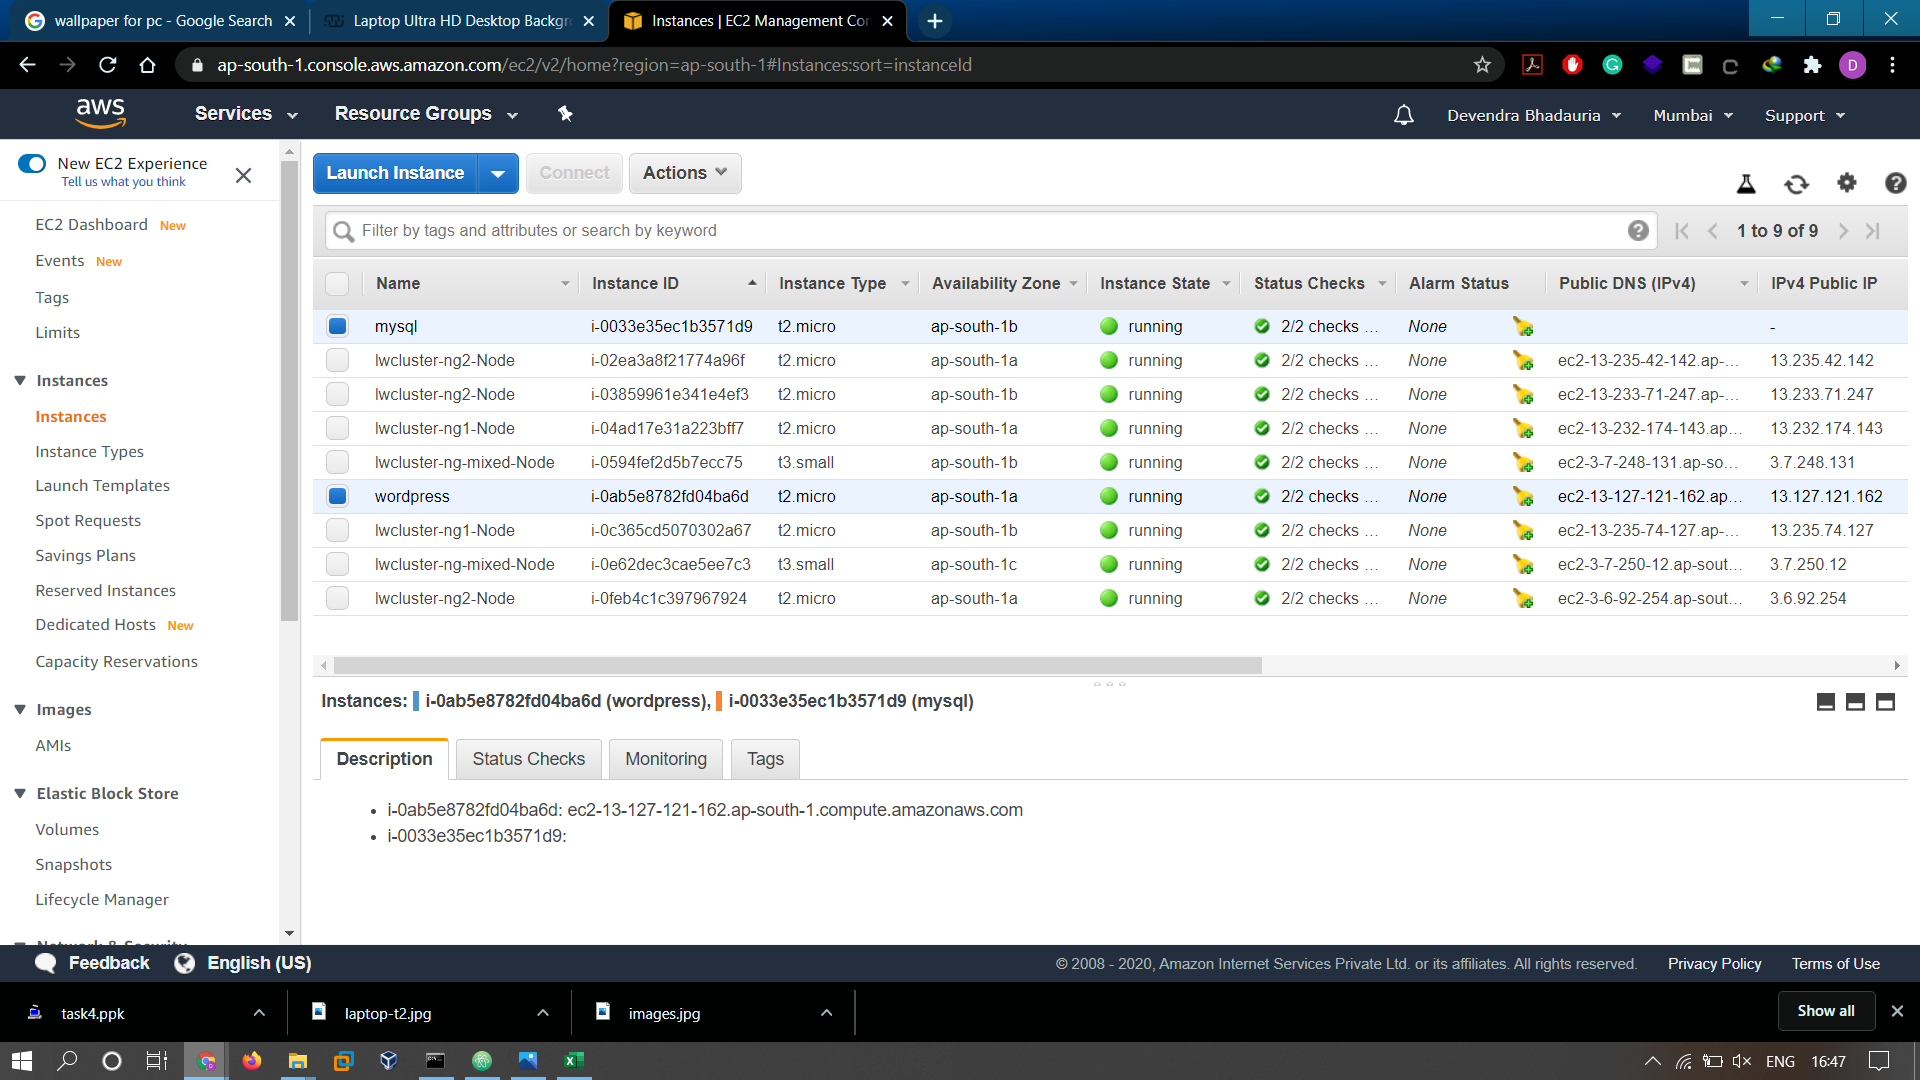 wallpaper for pc - Google Search
Laptop Ultra HD Desktop Backgro
Instances | EC2 Management Con
ap-south-1.console.aws.amazon.com/ec2/v2/home?region=ap-south-1#Instances:sort=instanceId
D
aws
Services
Resource Groups
Devendra Bhadauria
Mumbai
Support
New EC2 Experience
Tell us what you think
EC2 Dashboard New
Events New
Tags
Limits
Instances
Instances
Instance Types
Launch Templates
Spot Requests
Savings Plans
Reserved Instances
Dedicated Hosts New
Capacity Reservations
Images
AMIs
Elastic Block Store
Volumes
Snapshots
Lifecycle Manager
Network & Security
Launch Instance
Connect
Actions
Filter by tags and attributes or search by keyword
1 to 9 of 9
Name Instance ID Instance Type Availability Zone Instance State Status Checks Alarm Status Public DNS (IPv4) IPv4 Public IP
mysql i-0033e35ec1b3571d9 t2.micro ap-south-1b running 2/2 checks ... None -
lwcluster-ng2-Node i-02ea3a8f21774a96f t2.micro ap-south-1a running 2/2 checks ... None ec2-13-235-42-142.ap-... 13.235.42.142
lwcluster-ng2-Node i-03859961e341e4ef3 t2.micro ap-south-1b running 2/2 checks ... None ec2-13-233-71-247.ap-... 13.233.71.247
lwcluster-ng1-Node i-04ad17e31a223bff7 t2.micro ap-south-1a running 2/2 checks ... None ec2-13-232-174-143.ap... 13.232.174.143
lwcluster-ng-mixed-Node i-0594fef2d5b7ecc75 t3.small ap-south-1b running 2/2 checks ... None ec2-3-7-248-131.ap-so... 3.7.248.131
wordpress i-0ab5e8782fd04ba6d t2.micro ap-south-1a running 2/2 checks ... None ec2-13-127-121-162.ap... 13.127.121.162
lwcluster-ng1-Node i-0c365cd5070302a67 t2.micro ap-south-1b running 2/2 checks ... None ec2-13-235-74-127.ap-... 13.235.74.127
lwcluster-ng-mixed-Node i-0e62dec3cae5ee7c3 t3.small ap-south-1c running 2/2 checks ... None ec2-3-7-250-12.ap-sout... 3.7.250.12
lwcluster-ng2-Node i-0feb4c1c397967924 t2.micro ap-south-1a running 2/2 checks ... None ec2-3-6-92-254.ap-sout... 3.6.92.254
Instances: i-0ab5e8782fd04ba6d (wordpress), i-0033e35ec1b3571d9 (mysql)
Description
Status Checks
Monitoring
Tags
• i-0ab5e8782fd04ba6d: ec2-13-127-121-162.ap-south-1.compute.amazonaws.com
• i-0033e35ec1b3571d9:
Feedback
English (US)
© 2008 - 2020, Amazon Internet Services Private Ltd. or its affiliates. All rights reserved.
Privacy Policy
Terms of Use
task4.ppk
laptop-t2.jpg
images.jpg
Show all
ENG
16:47